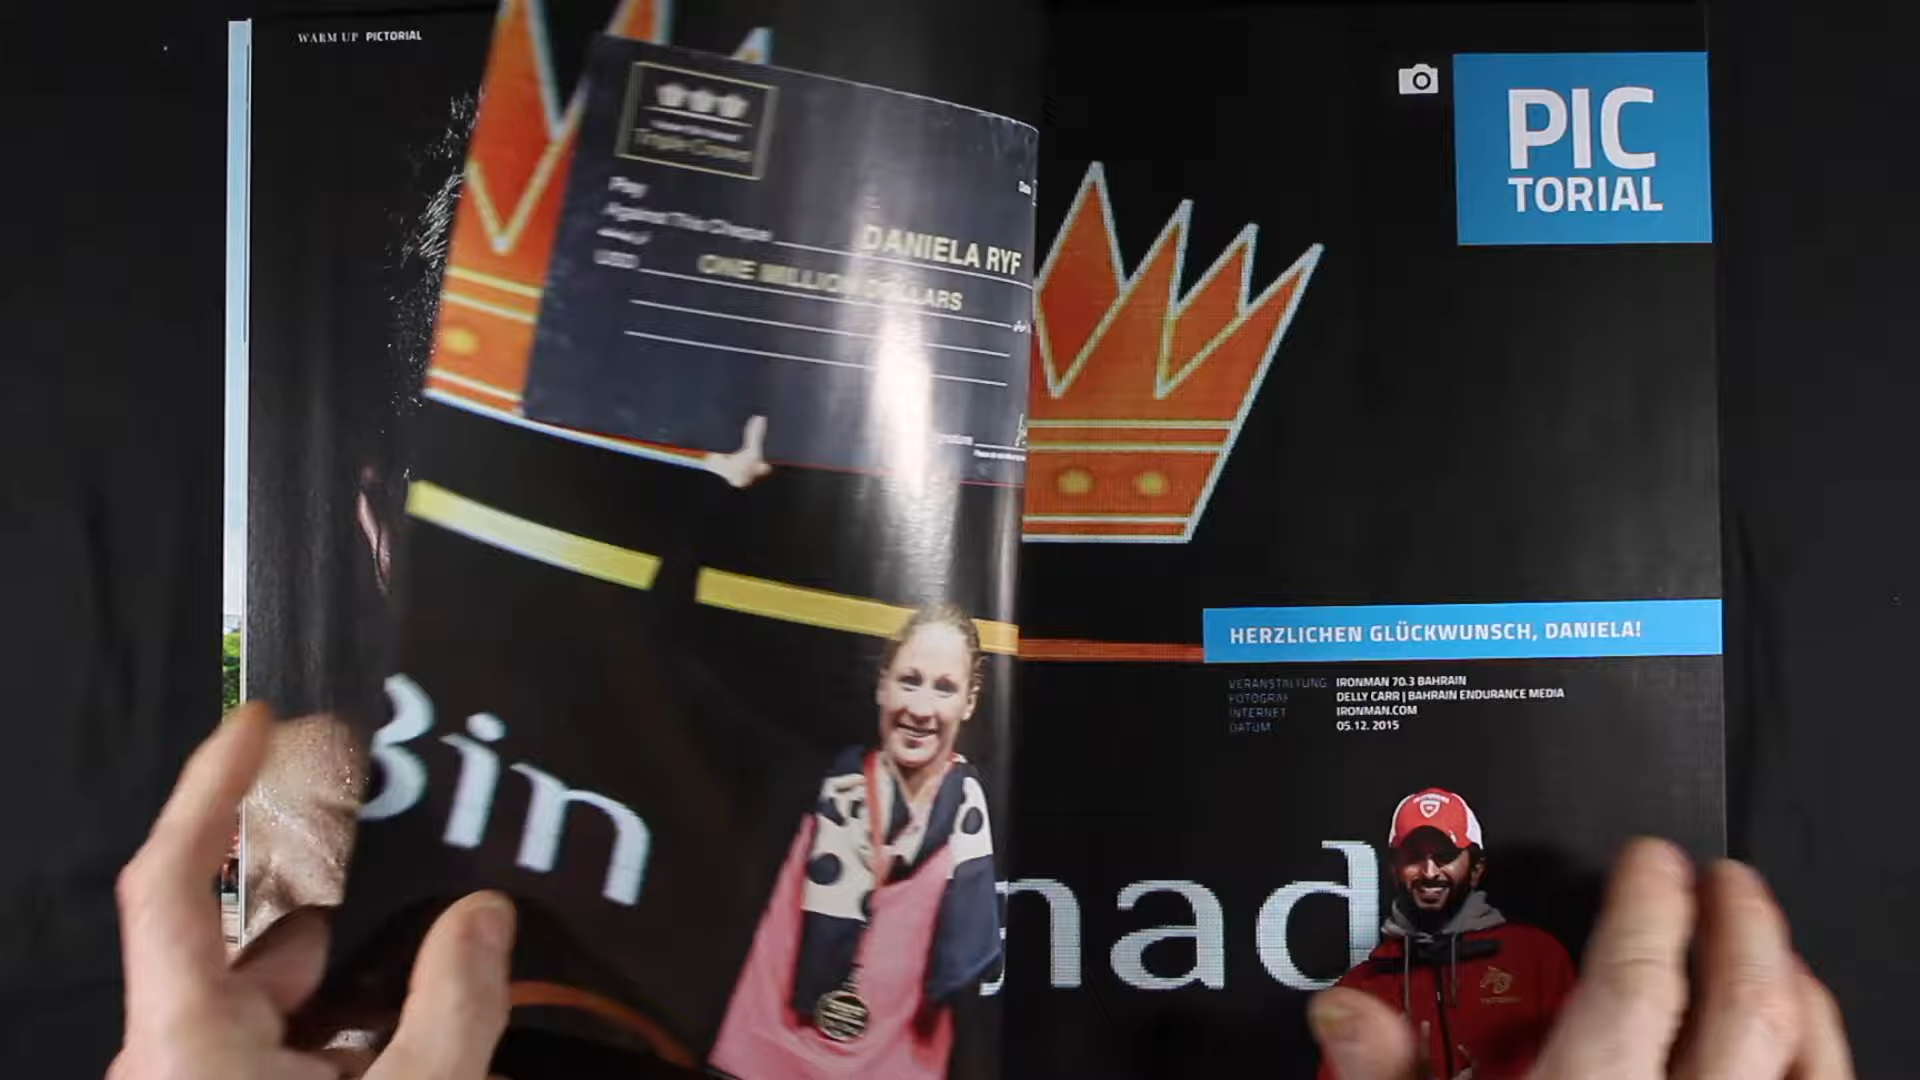 WARM UP PICTORIAL
Triple Crown
Pay
Against This Cheque
DANIELA RYF
USD
ONE MILLION DOLLARS
PIC
TORIAL
HERZLICHEN GLÜCKWUNSCH, DANIELA!
VERANSTALTUNG IRONMAN 70.3 BAHRAIN
FOTOGRAF DELLY CARR | BAHRAIN ENDURANCE MEDIA
INTERNET IRONMAN.COM
DATUM 05.12. 2015
Bin
mad